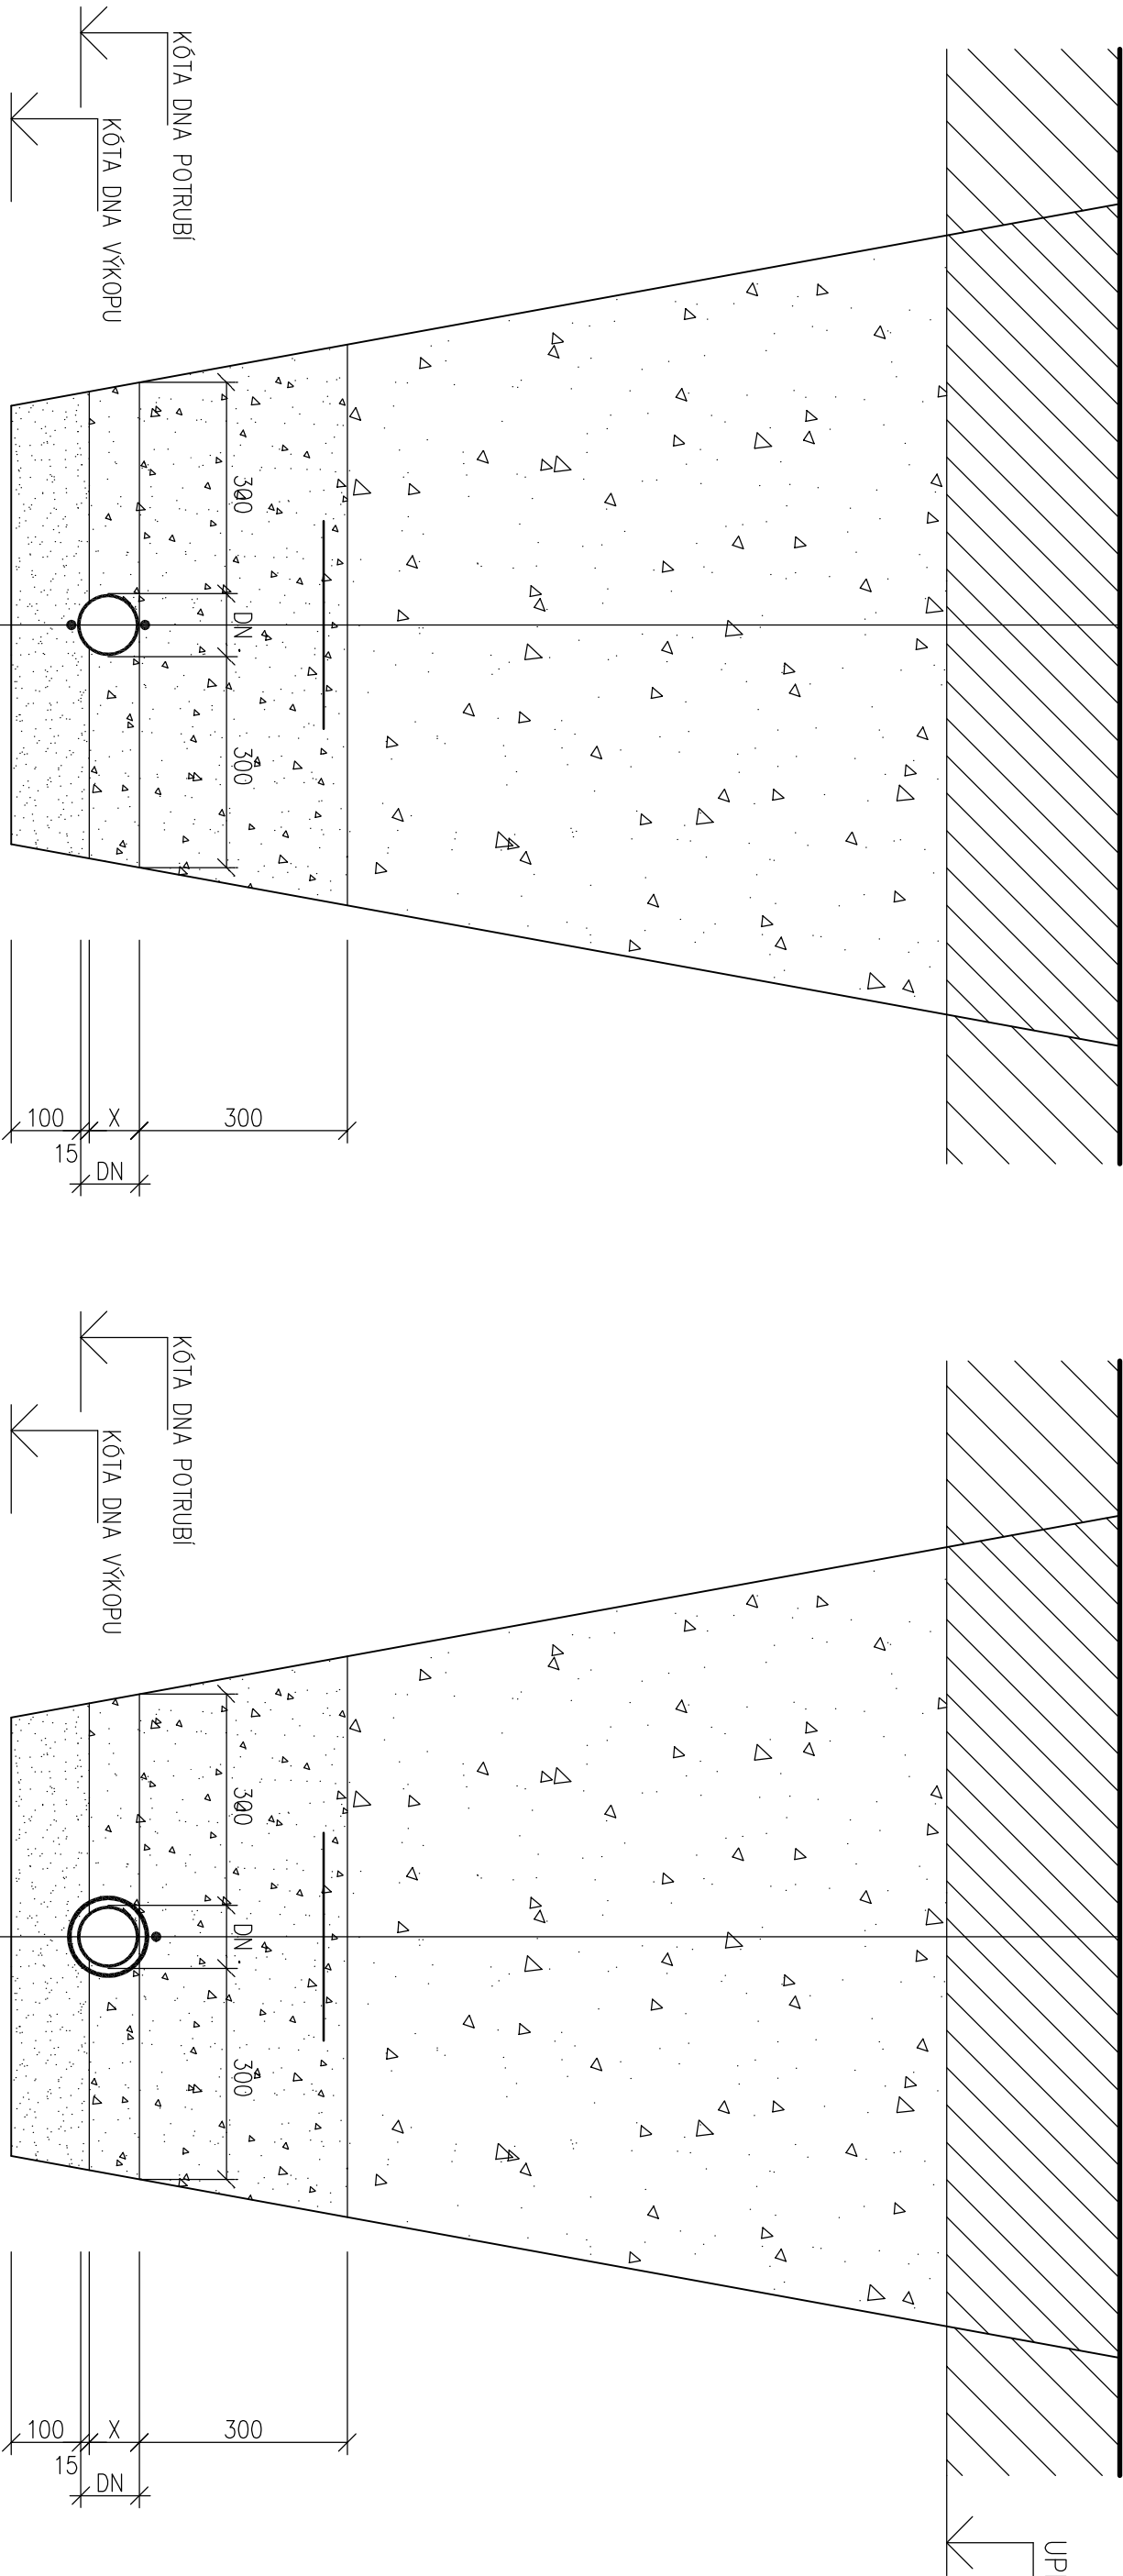 KÓTA DNA POTRUBÍ
KÓTA DNA VÝKOPU
300
DN
300
100
15
X
DN
300
KÓTA DNA POTRUBÍ
KÓTA DNA VÝKOPU
300
DN
300
100
15
X
DN
300
UP